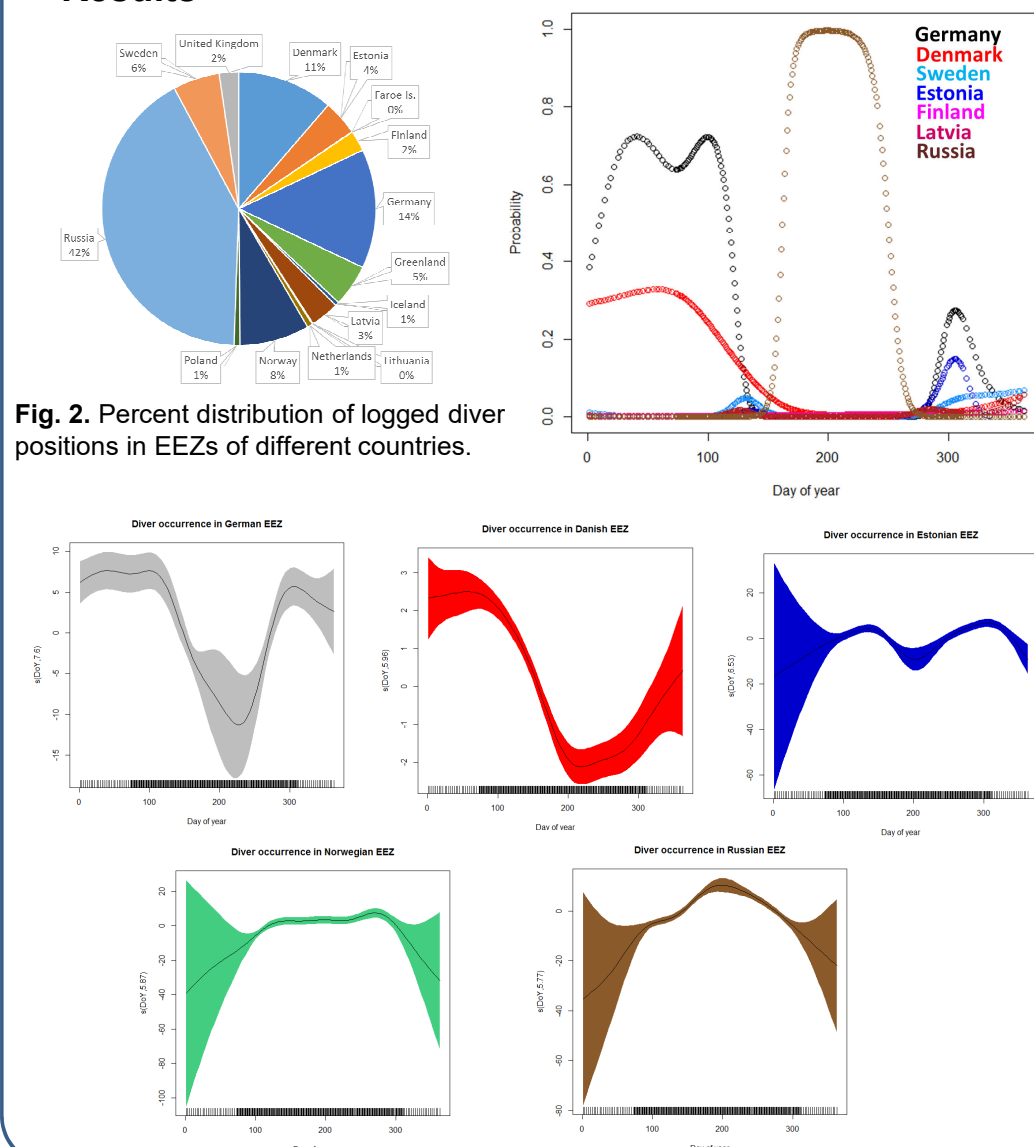 United Kingdom
2%
Sweden
6%
Denmark
11%
Estonia
4%
Faroe Is.
0%
Finland
2%
Germany
14%
Greenland
5%
Iceland
1%
Latvia
3%
Lithuania
0%
Netherlands
1%
Norway
8%
Poland
1%
Russia
42%
Fig. 2. Percent distribution of logged diver
positions in EEZs of different countries.
Germany
Denmark
Sweden
Estonia
Finland
Latvia
Russia
Probability
1.0
0.8
0.6
0.4
0.2
0.0
0 100 200 300
Day of year
Diver occurrence in German EEZ
s(DoY,7.6)
10
5
0
-5
-10
-15
0 100 200 300
Day of year
Diver occurrence in Danish EEZ
s(DoY,5.96)
3
2
1
0
-1
-2
0 100 200 300
Day of year
Diver occurrence in Estonian EEZ
s(DoY,6.53)
20
0
-20
-40
-60
0 100 200 300
Day of year
Diver occurrence in Norwegian EEZ
s(DoY,5.87)
20
0
-20
-40
-60
-80
-100
0 100 200 300
Diver occurrence in Russian EEZ
s(DoY,5.77)
0
-20
-40
-60
-80
0 100 200 300